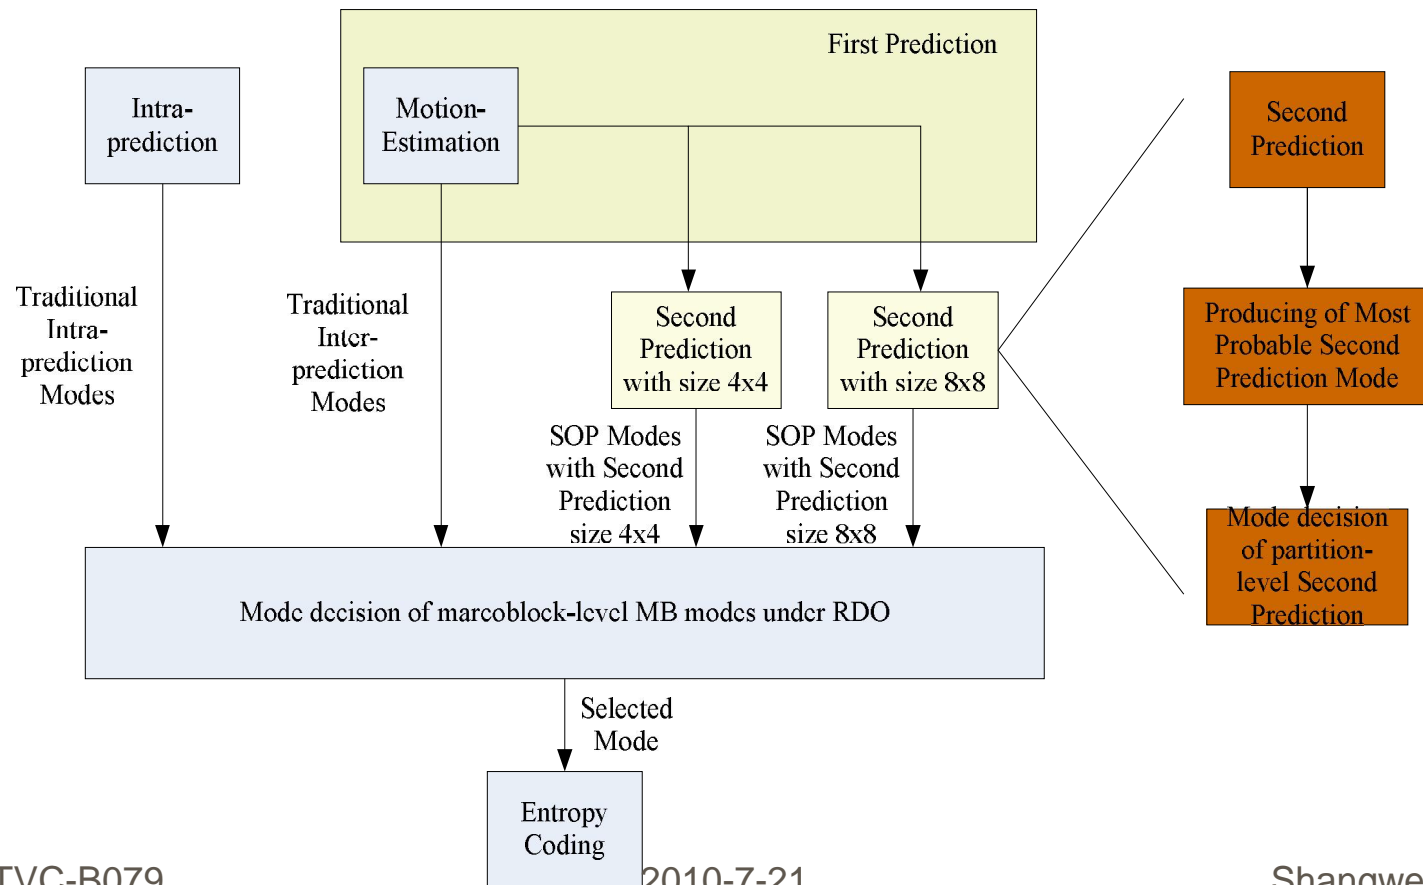 First Prediction
Intra-
prediction
Motion-
Estimation
Second
Prediction
Traditional
Intra-
prediction
Modes
Traditional
Inter-
prediction
Modes
Second
Prediction
with size 4x4
Second
Prediction
with size 8x8
Producing of Most
Probable Second
Prediction Mode
SOP Modes
with Second
Prediction
size 4x4
SOP Modes
with Second
Prediction
size 8x8
Mode decision
of partition-
level Second
Prediction
Mode decision of marcoblock-level MB modes under RDO
Selected
Mode
Entropy
Coding
TVC-B079
2010-7-21
Shangwe